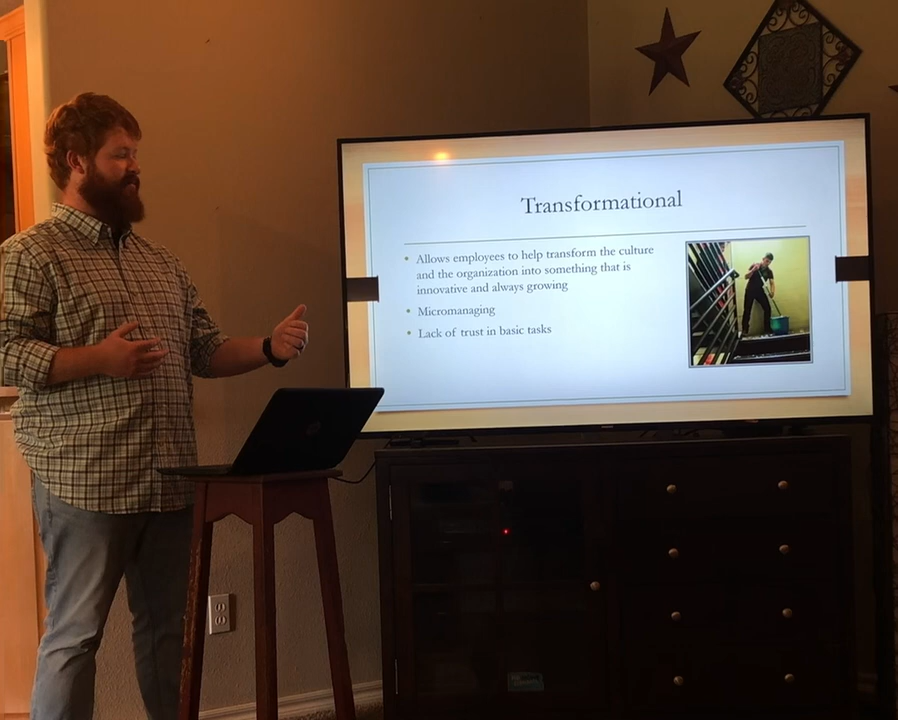 Transformational
• Allows employees to help transform the culture
and the organization into something that is
innovative and always growing
• Micromanaging
• Lack of trust in basic tasks